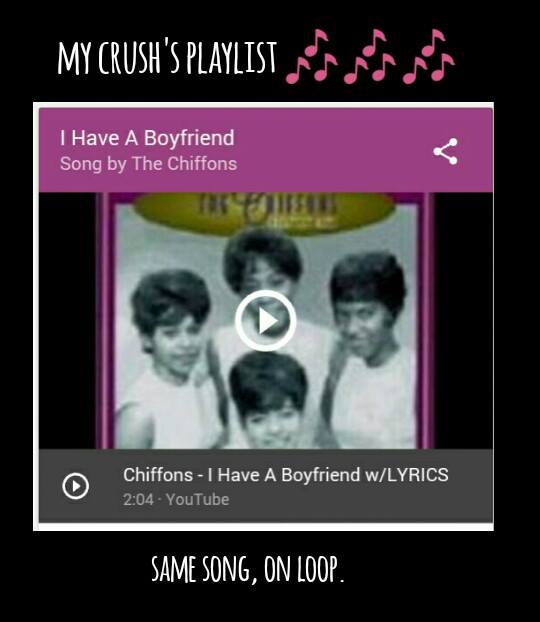 MY CRUSH'S PLAYLIST 🎶🎶🎶
I Have A Boyfriend
Song by The Chiffons
THE CHIFFONS
Chiffons - I Have A Boyfriend w/LYRICS
2:04 · YouTube
SAME SONG, ON LOOP.